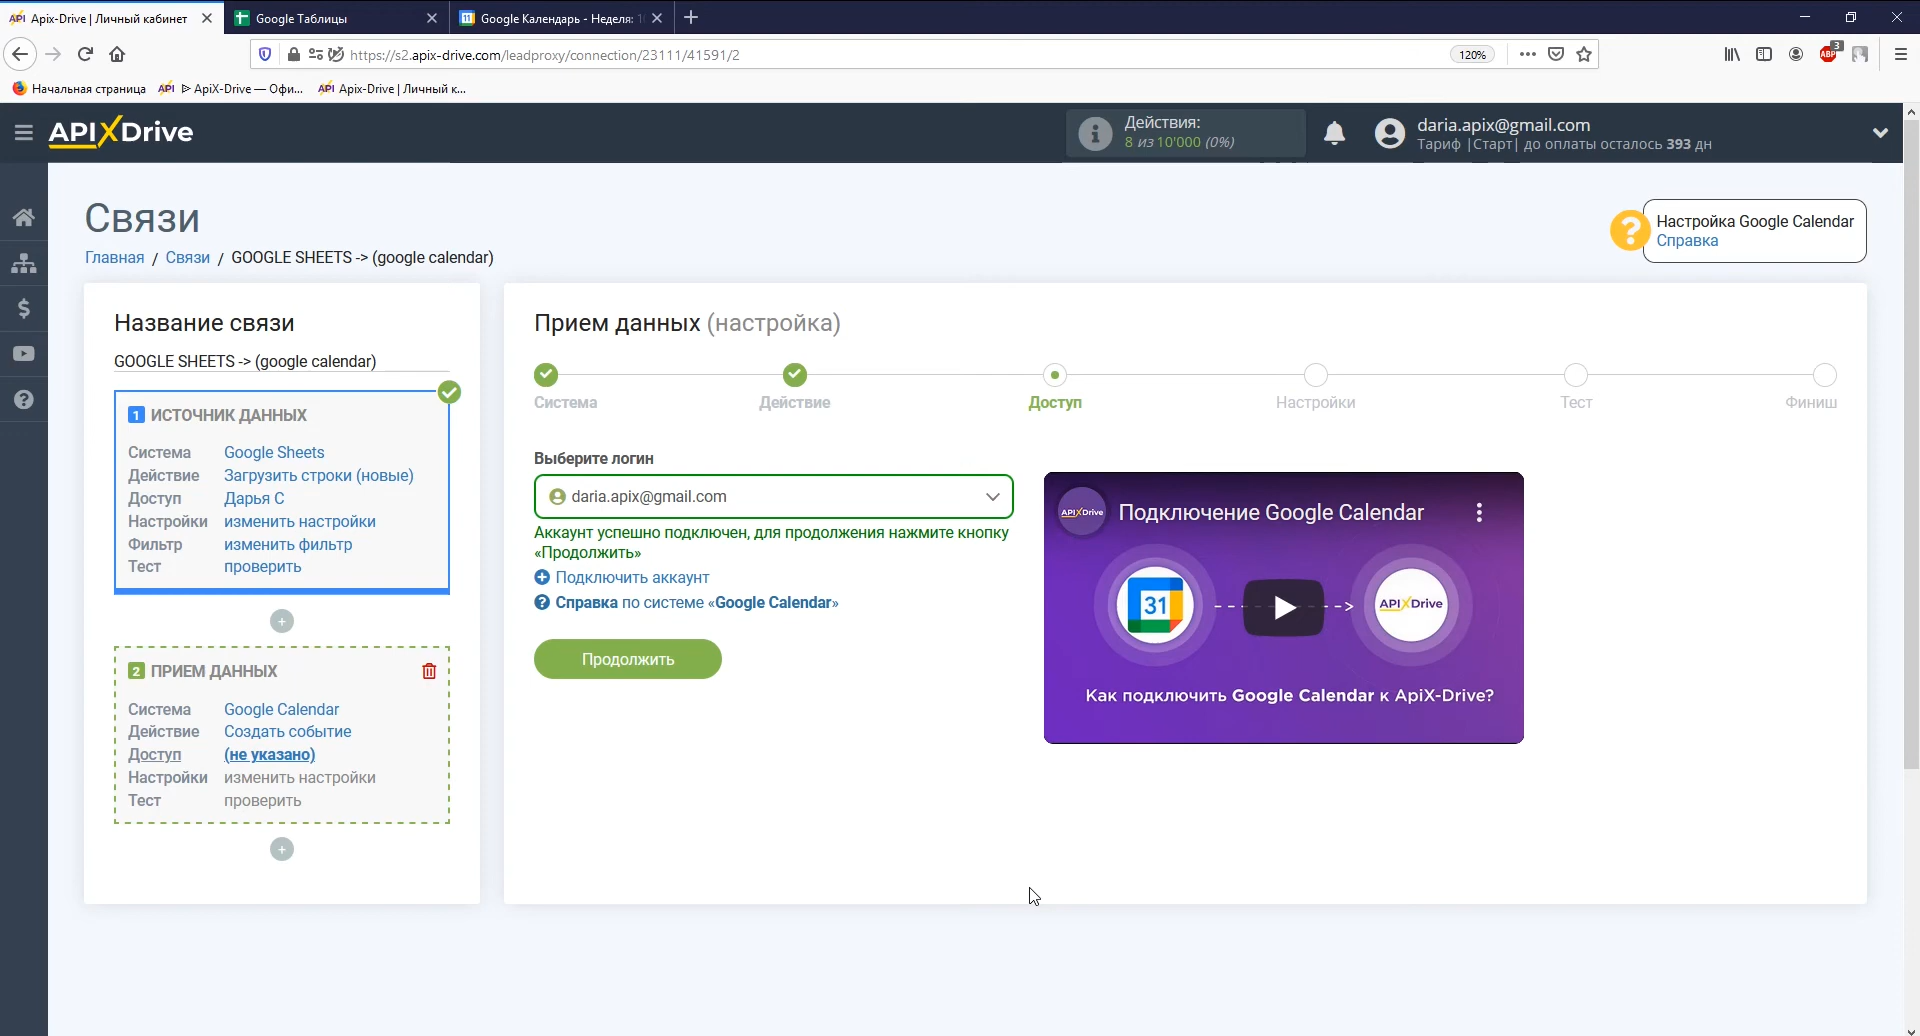 Apix-Drive | Личный кабинет
Google Таблицы
Google Календарь - Неделя: 1
https://s2.apix-drive.com/leadproxy/connection/23111/41591/2
120%
ABP
3
Начальная страница
API ᐉ ApiX-Drive — Офи...
API Apix-Drive | Личный к...
APIXDrive
Действия:
8 из 10'000 (0%)
daria.apix@gmail.com
Тариф |Старт| до оплаты осталось 393 дн
Связи
Главная / Связи / GOOGLE SHEETS -> (google calendar)
Настройка Google Calendar
Справка
Название связи
GOOGLE SHEETS -> (google calendar)
1 ИСТОЧНИК ДАННЫХ
Система Google Sheets
Действие Загрузить строки (новые)
Доступ Дарья С
Настройки изменить настройки
Фильтр изменить фильтр
Тест проверить
2 ПРИЕМ ДАННЫХ
Система Google Calendar
Действие Создать событие
Доступ (не указано)
Настройки изменить настройки
Тест проверить
Прием данных (настройка)
Система
Действие
Доступ
Настройки
Тест
Финиш
Выберите логин
daria.apix@gmail.com
Аккаунт успешно подключен, для продолжения нажмите кнопку
«Продолжить»
Подключить аккаунт
Справка по системе «Google Calendar»
Продолжить
APIXDrive
Подключение Google Calendar
31
APIXDrive
Как подключить Google Calendar к ApiX-Drive?